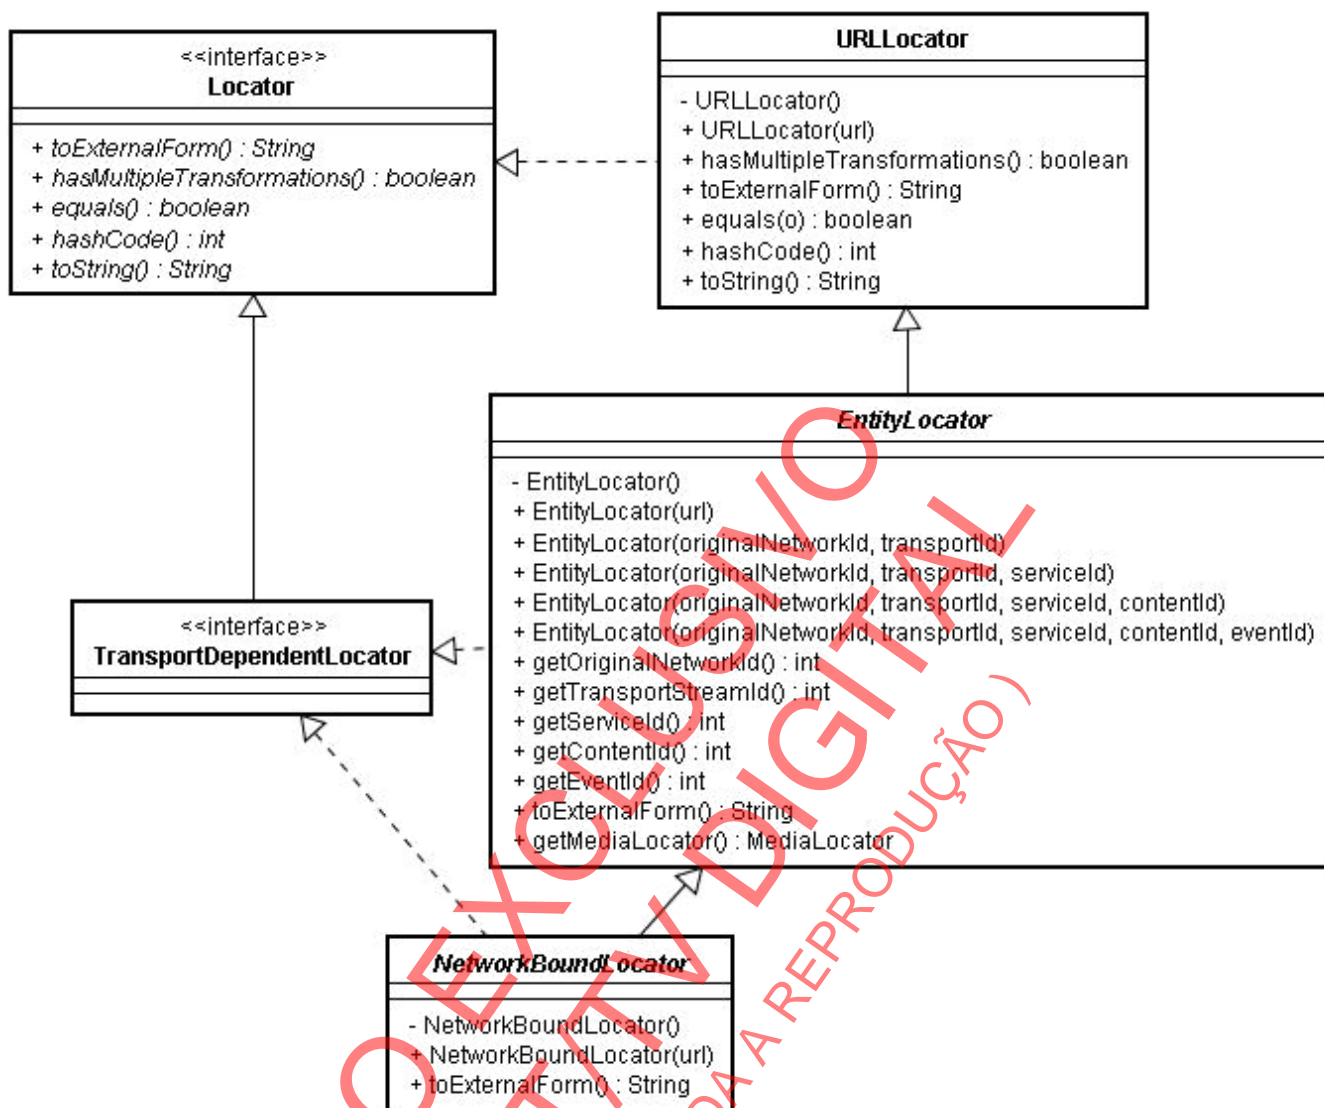 <<interface>>
Locator
+ toExternalForm() : String
+ hasMultipleTransformations() : boolean
+ equals() : boolean
+ hashCode() : int
+ toString() : String
URLLocator
- URLLocator()
+ URLLocator(url)
+ hasMultipleTransformations() : boolean
+ toExternalForm() : String
+ equals(o) : boolean
+ hashCode() : int
+ toString() : String
EntityLocator
- EntityLocator()
+ EntityLocator(url)
+ EntityLocator(originalNetworkId, transportId)
+ EntityLocator(originalNetworkId, transportId, serviceId)
+ EntityLocator(originalNetworkId, transportId, serviceId, contentId)
+ EntityLocator(originalNetworkId, transportId, serviceId, contentId, eventId)
+ getOriginalNetworkId() : int
+ getTransportStreamId() : int
+ getServiceId() : int
+ getContentId() : int
+ getEventId() : int
+ toExternalForm() : String
+ getMediaLocator() : MediaLocator
<<interface>>
TransportDependentLocator
NetworkBoundLocator
- NetworkBoundLocator()
+ NetworkBoundLocator(url)
+ toExternalForm() : String
O EXCLUSIVO
T/TV DIGITAL
DA A REPRODUÇÃO )